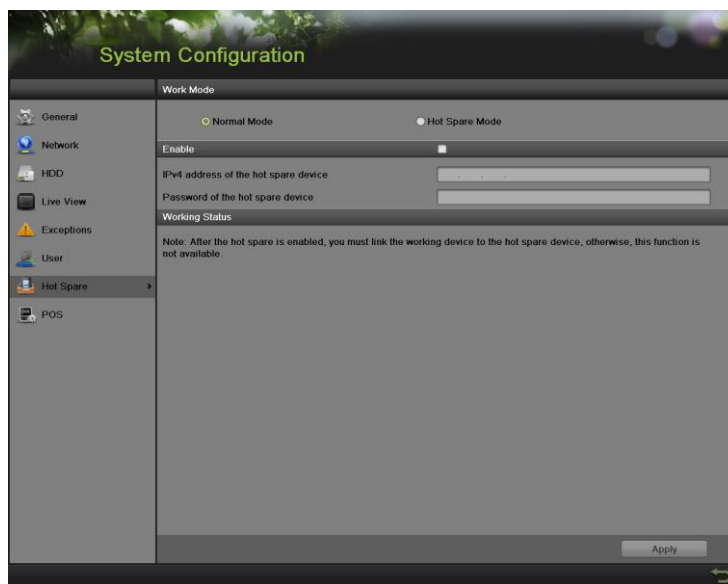 System Configuration
Work Mode
General
Normal Mode
Hot Spare Mode
Network
Enable
HDD
IPv4 address of the hot spare device
Live View
Password of the hot spare device
Working Status
Exceptions
Note: After the hot spare is enabled, you must link the working device to the hot spare device, otherwise, this function is
not available.
User
Hot Spare
POS
Apply